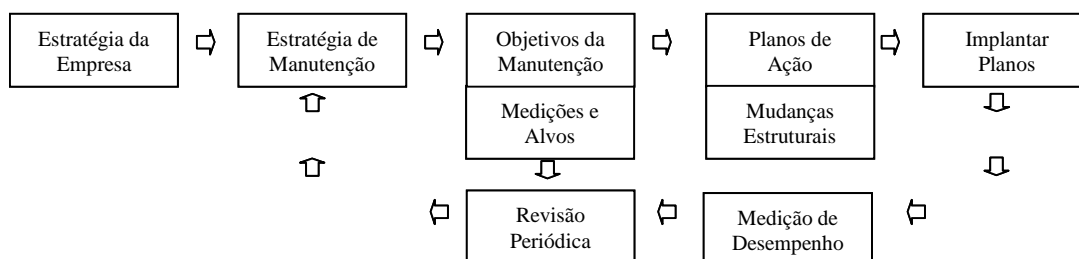 Estratégia da
Empresa
Estratégia de
Manutenção
Objetivos da
Manutenção
Medições e
Alvos
Planos de
Ação
Mudanças
Estruturais
Implantar
Planos
Revisão
Periódica
Medição de
Desempenho